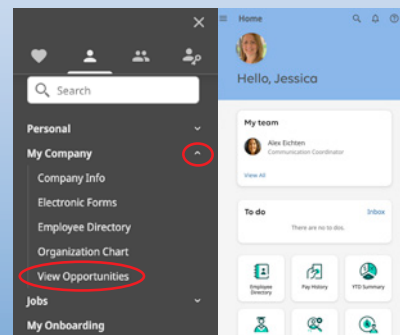 Search
Personal
My Company
Company Info
Electronic Forms
Employee Directory
Organization Chart
View Opportunities
Jobs
My Onboarding
Home
Hello, Jessica
My team
Alex Eichten
Communication Coordinator
View All
To do
Inbox
There are no to dos.
Employee
Directory
Pay History
YTD Summary